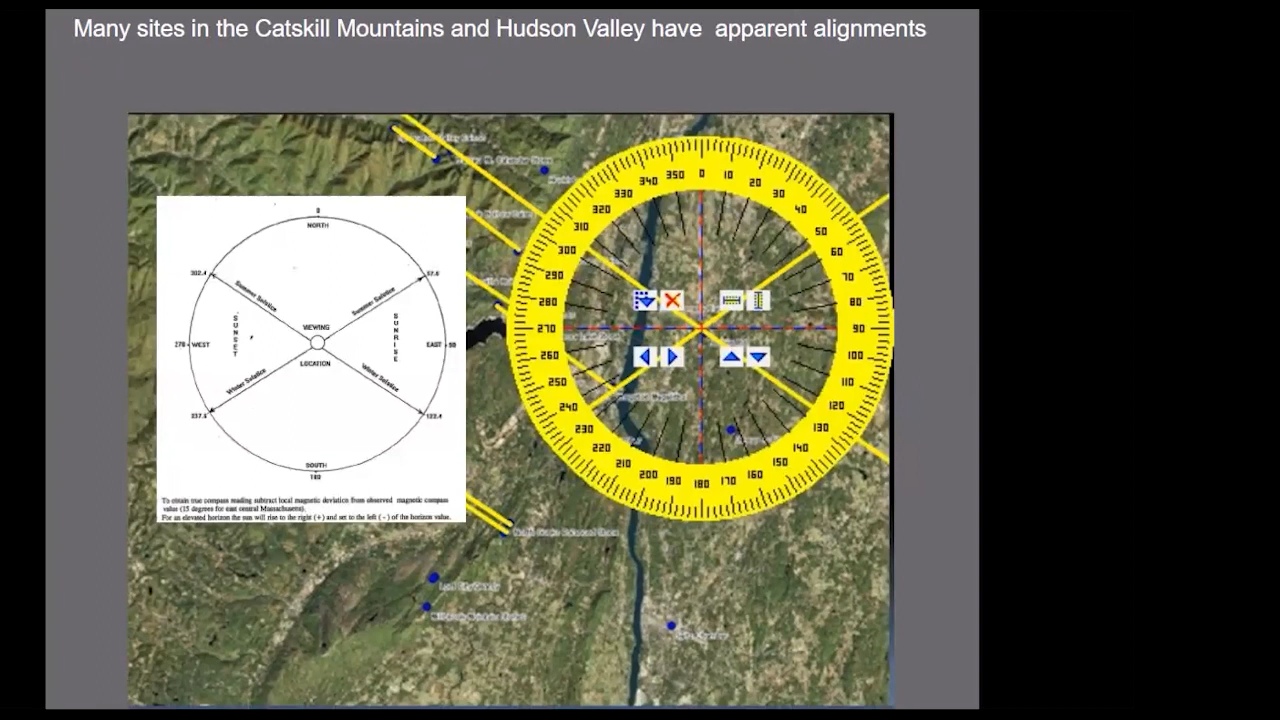 Many sites in the Catskill Mountains and Hudson Valley have apparent alignments
0
NORTH
302.4
57.6
Summer Solstice
Summer Solstice
SUNSET
SUNRISE
VIEWING
LOCATION
270
WEST
EAST
90
Winter Solstice
Winter Solstice
237.6
122.4
SOUTH
180
To obtain true compass reading subtract local magnetic deviation from observed magnetic compass
value (15 degrees for east central Massachusetts).
For an elevated horizon the sun will rise to the right (+) and set to the left (-) of the horizon value.
0
10
20
30
40
50
60
70
80
90
100
110
120
130
140
150
160
170
180
190
200
210
220
230
240
250
260
270
280
290
300
310
320
330
340
350
Lost City